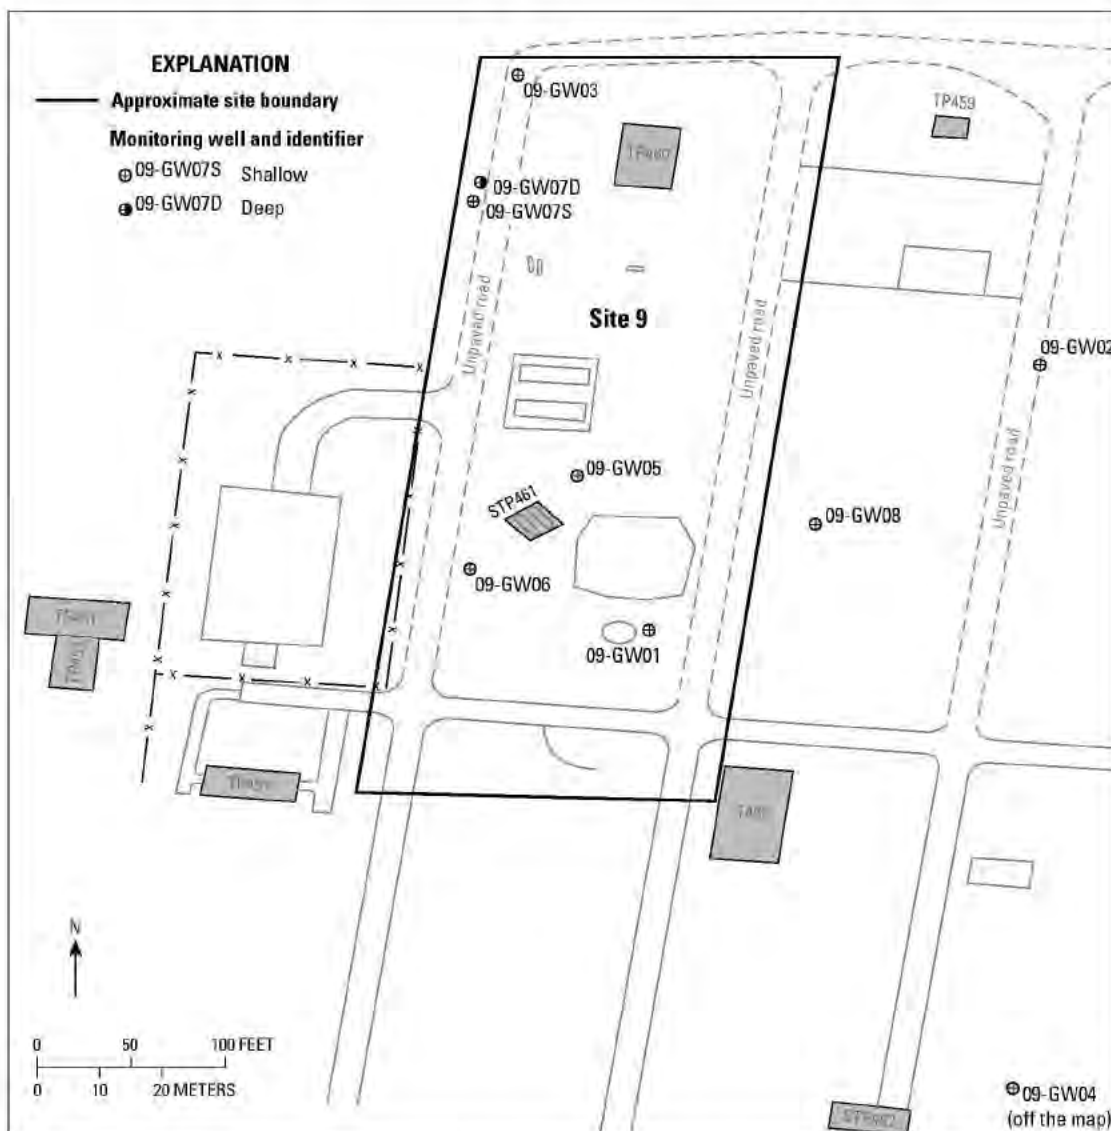 EXPLANATION
Approximate site boundary
Monitoring well and identifier
09-GW07S Shallow
09-GW07D Deep
09-GW03
TP459
09-GW07D
09-GW07S
Unpaved road
Site 9
Unpaved road
09-GW02
Unpaved road
09-GW05
STP461
09-GW08
09-GW06
09-GW01
N
0 50 100 FEET
0 10 20 METERS
09-GW04
(off the map)